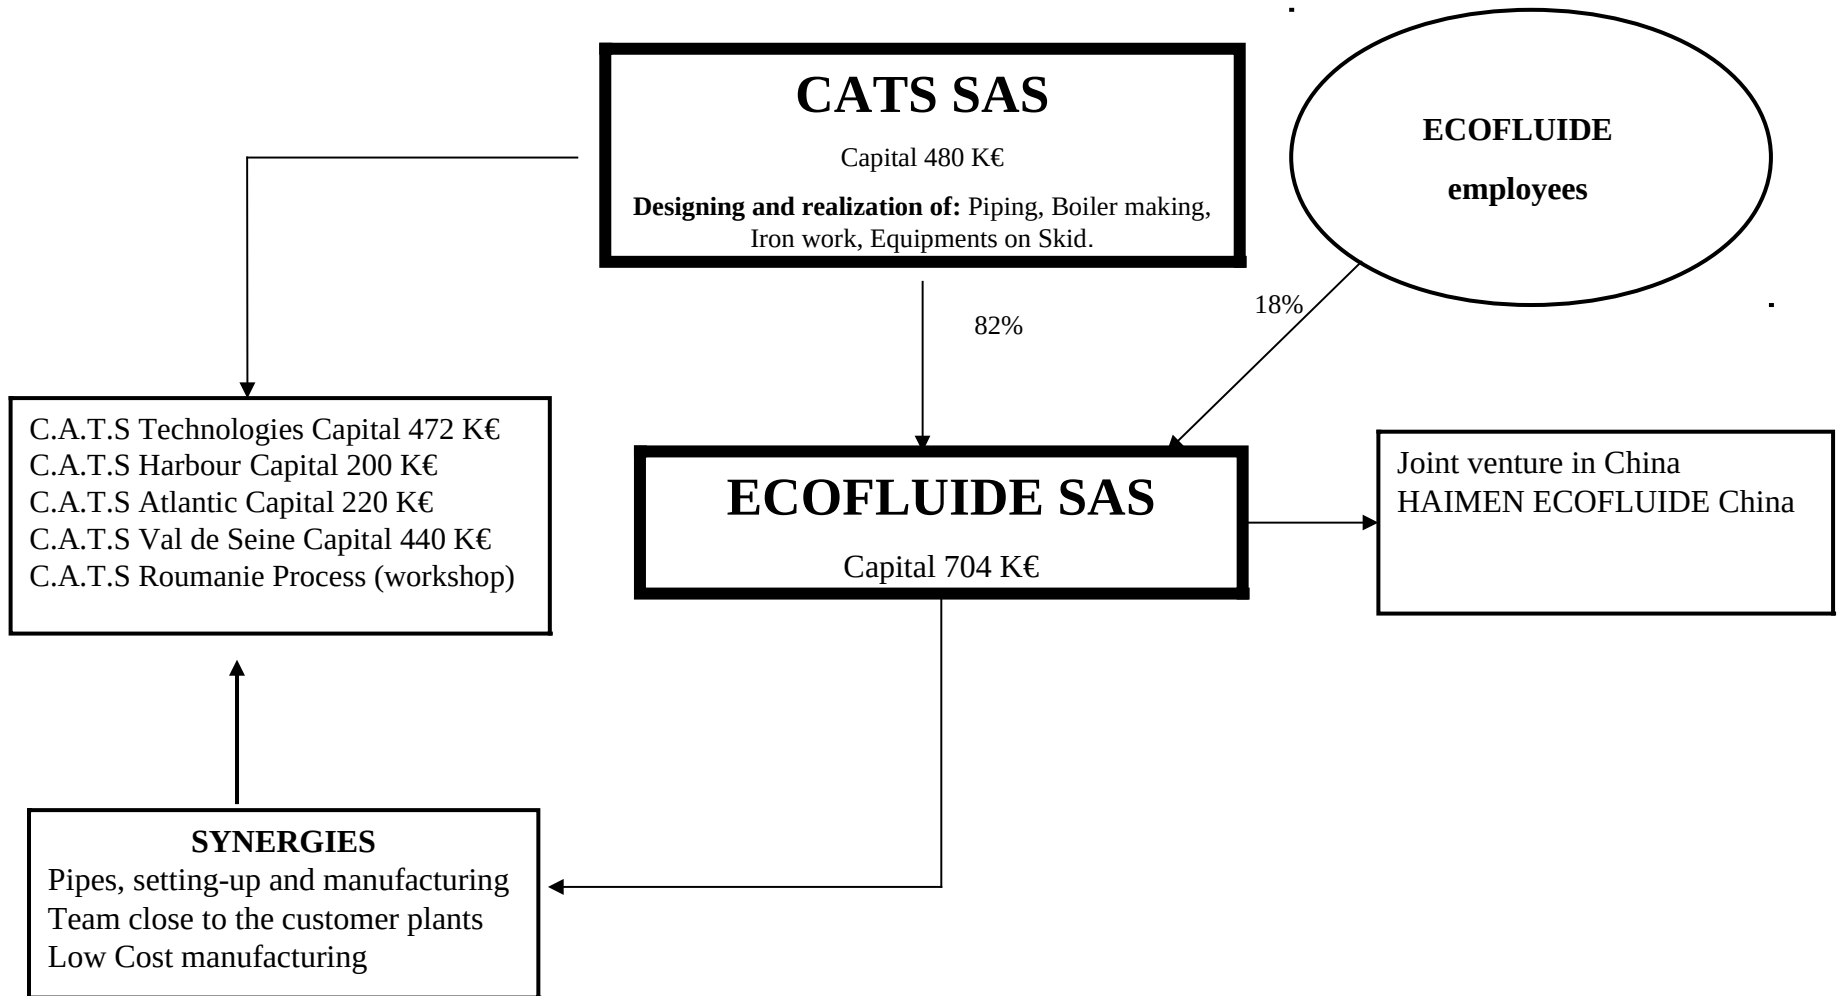 CATS SAS
Capital 480 K€
Designing and realization of: Piping, Boiler making,
Iron work, Equipments on Skid.
ECOFLUIDE
employees
82%
18%
C.A.T.S Technologies Capital 472 K€
C.A.T.S Harbour Capital 200 K€
C.A.T.S Atlantic Capital 220 K€
C.A.T.S Val de Seine Capital 440 K€
C.A.T.S Roumanie Process (workshop)
ECOFLUIDE SAS
Capital 704 K€
Joint venture in China
HAIMEN ECOFLUIDE China
SYNERGIES
Pipes, setting-up and manufacturing
Team close to the customer plants
Low Cost manufacturing